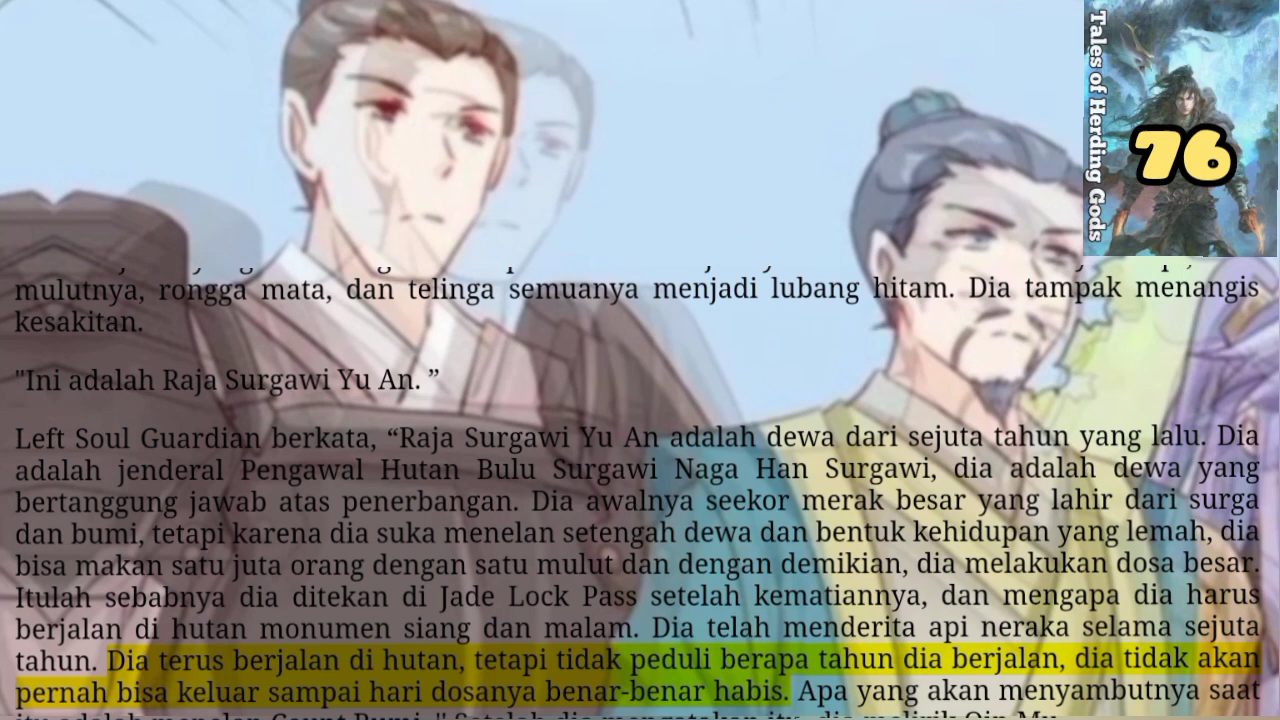 Tales of Herding Gods
76
mulutnya, rongga mata, dan telinga semuanya menjadi lubang hitam. Dia tampak menangis
kesakitan.
"Ini adalah Raja Surgawi Yu An. ”
Left Soul Guardian berkata, “Raja Surgawi Yu An adalah dewa dari sejuta tahun yang lalu. Dia
adalah jenderal Pengawal Hutan Bulu Surgawi Naga Han Surgawi, dia adalah dewa yang
bertanggung jawab atas penerbangan. Dia awalnya seekor merak besar yang lahir dari surga
dan bumi, tetapi karena dia suka menelan setengah dewa dan bentuk kehidupan yang lemah, dia
bisa makan satu juta orang dengan satu mulut dan dengan demikian, dia melakukan dosa besar.
Itulah sebabnya dia ditekan di Jade Lock Pass setelah kematiannya, dan mengapa dia harus
berjalan di hutan monumen siang dan malam. Dia telah menderita api neraka selama sejuta
tahun. Dia terus berjalan di hutan, tetapi tidak peduli berapa tahun dia berjalan, dia tidak akan
pernah bisa keluar sampai hari dosanya benar-benar habis. Apa yang akan menyambutnya saat